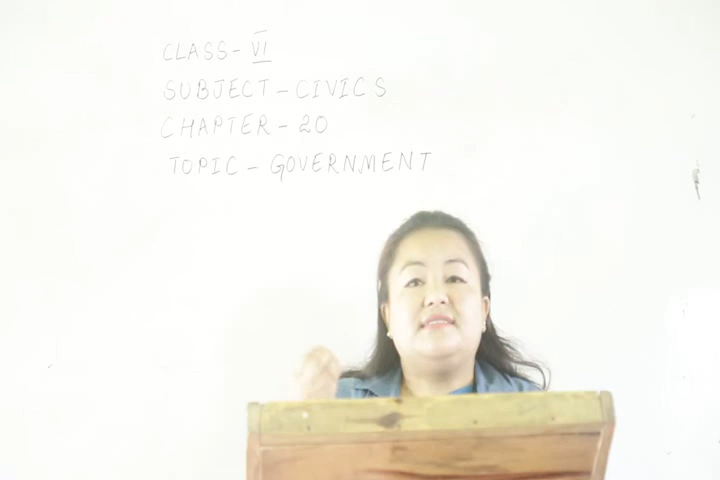 CLASS - VI
SUBJECT - CIVICS
CHAPTER - 20
TOPIC - GOVERNMENT